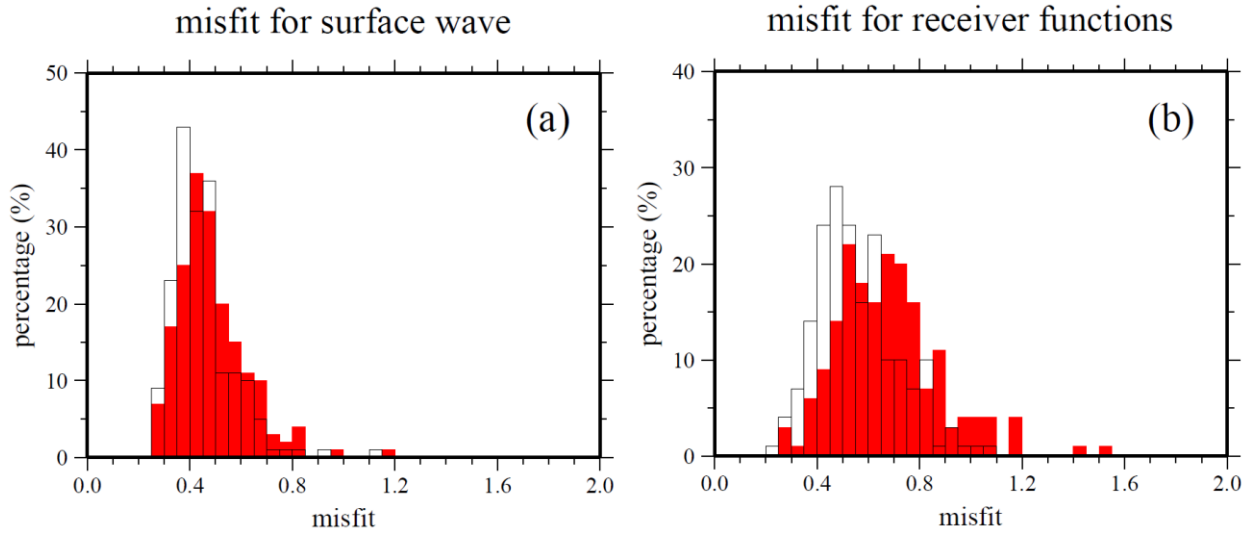 misfit for surface wave
(a)
percentage (%)
50
40
30
20
10
0
0.0 0.4 0.8 1.2 1.6 2.0
misfit
misfit for receiver functions
(b)
percentage (%)
40
30
20
10
0
0.0 0.4 0.8 1.2 1.6 2.0
misfit